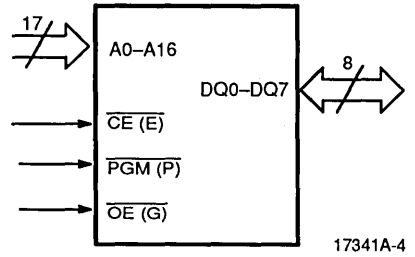 17
A0–A16
8
DQ0–DQ7
CE (E)
PGM (P)
OE (G)
17341A-4